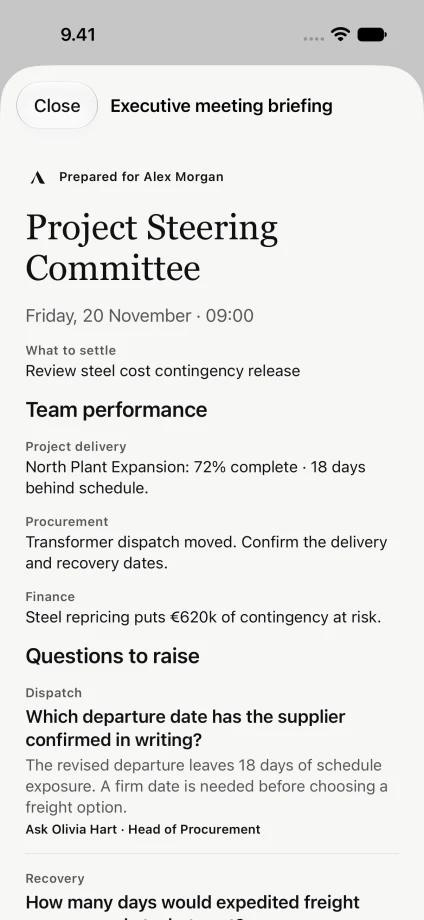 9.41
Close
Executive meeting briefing
Prepared for Alex Morgan
Project Steering
Committee
Friday, 20 November · 09:00
What to settle
Review steel cost contingency release
Team performance
Project delivery
North Plant Expansion: 72% complete · 18 days
behind schedule.
Procurement
Transformer dispatch moved. Confirm the delivery
and recovery dates.
Finance
Steel repricing puts €620k of contingency at risk.
Questions to raise
Dispatch
Which departure date has the supplier
confirmed in writing?
The revised departure leaves 18 days of schedule
exposure. A firm date is needed before choosing a
freight option.
Ask Olivia Hart · Head of Procurement
Recovery
How many days would expedited freight